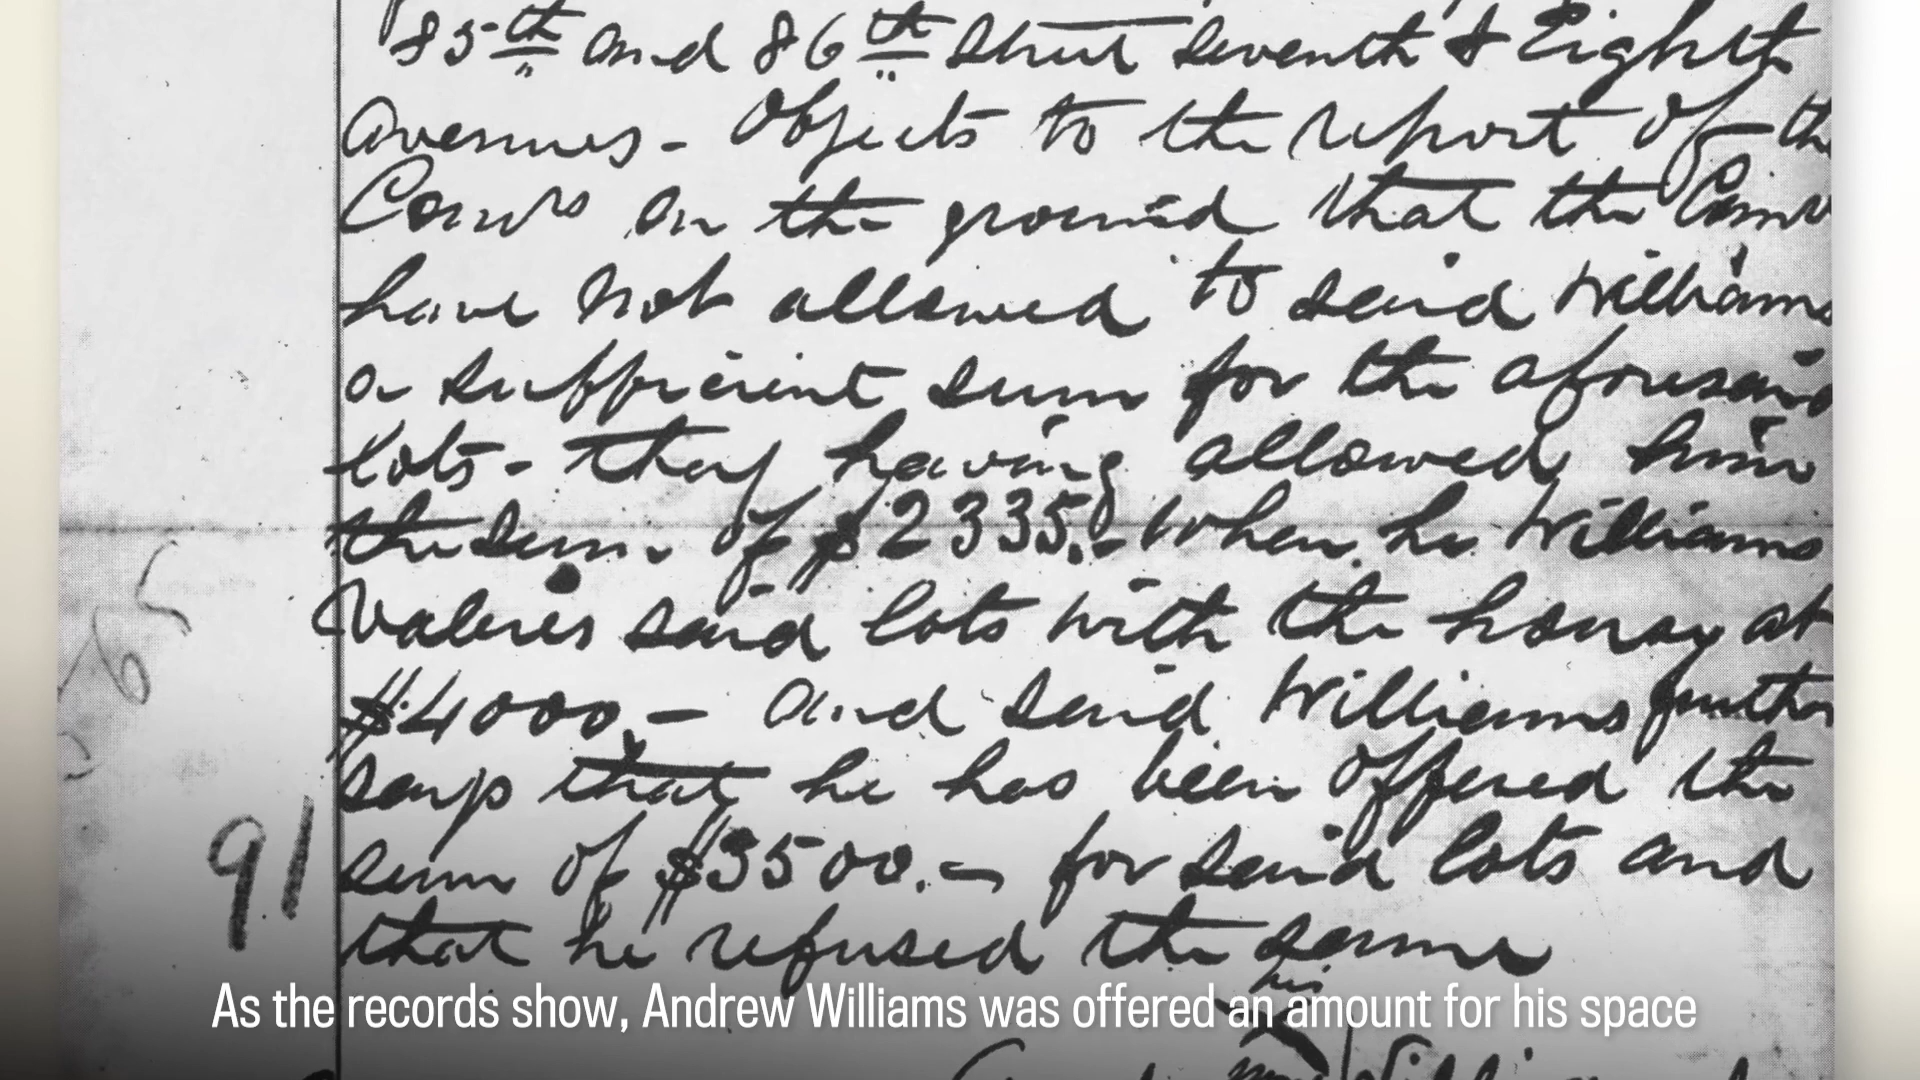 85th and 86th Street Seventh & Eighth
Avenues - Objects to the report of the
Comrs on the ground that the Comrs
have not allowed to said Williams
a sufficient sum for the aforesaid
lots - they having allowed him
the sum of $2335.- When he Williams
Values said lots with the house at
$4000.- and said Williams further
says that he has been offered the
sum of $3500.- for said lots and
that he refused the same
his
91
As the records show, Andrew Williams was offered an amount for his space